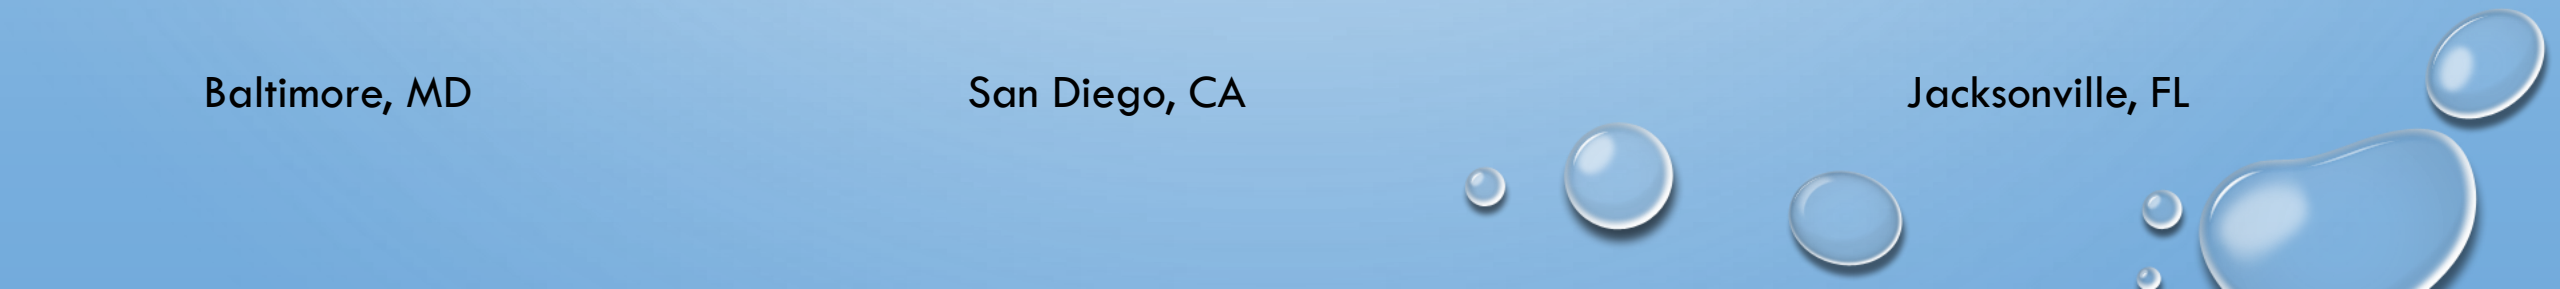 Baltimore, MD
San Diego, CA
Jacksonville, FL